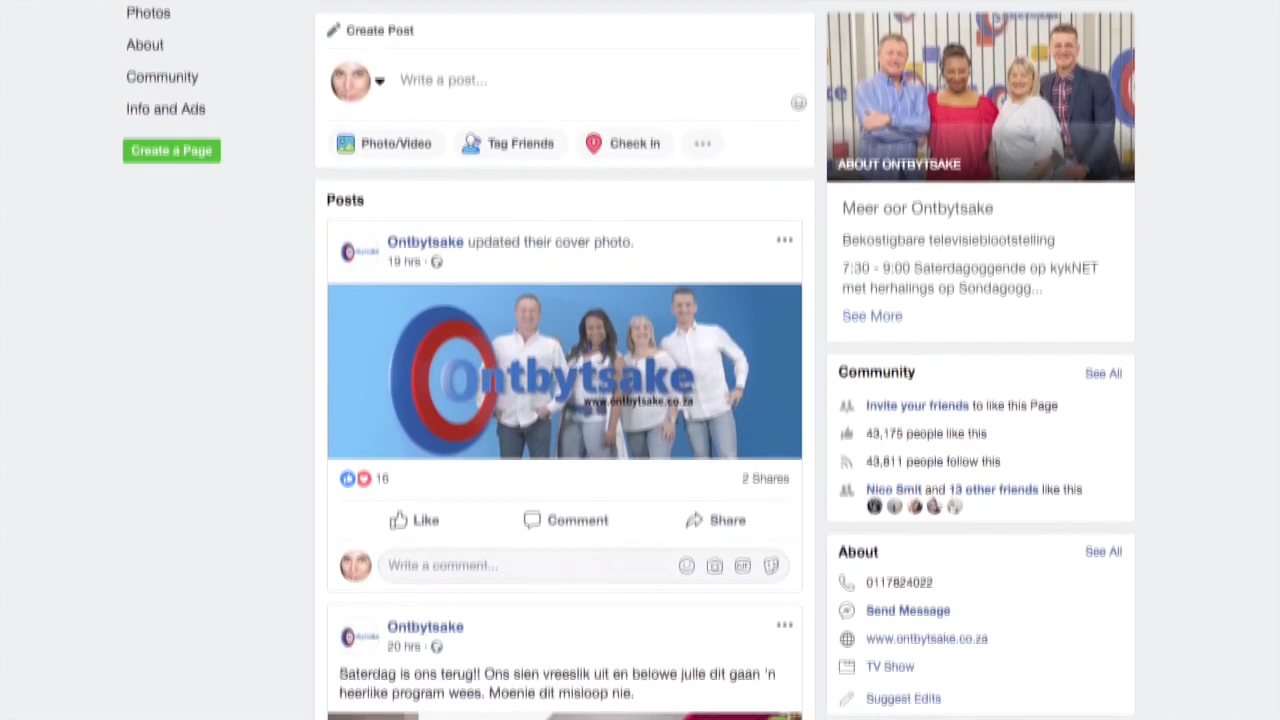 Photos
About
Community
Info and Ads
Create a Page
Create Post
Write a post...
Photo/Video
Tag Friends
Check in
Posts
Ontbytsake updated their cover photo.
19 hrs ·
Ontbytsake
www.ontbytsake.co.za
16
2 Shares
Like
Comment
Share
Write a comment...
GIF
Ontbytsake
20 hrs ·
Saterdag is ons terug!! Ons sien vreeslik uit en belowe julle dit gaan 'n
heerlike program wees. Moenie dit misloop nie.
ABOUT ONTBYTSAKE
Meer oor Ontbytsake
Bekostigbare televisieblootstelling
7:30 - 9:00 Saterdagoggende op kykNET
met herhalings op Sondagogg...
See More
Community
See All
Invite your friends to like this Page
43,175 people like this
43,811 people follow this
Nico Smit and 13 other friends like this
About
See All
0117824022
Send Message
www.ontbytsake.co.za
TV Show
Suggest Edits